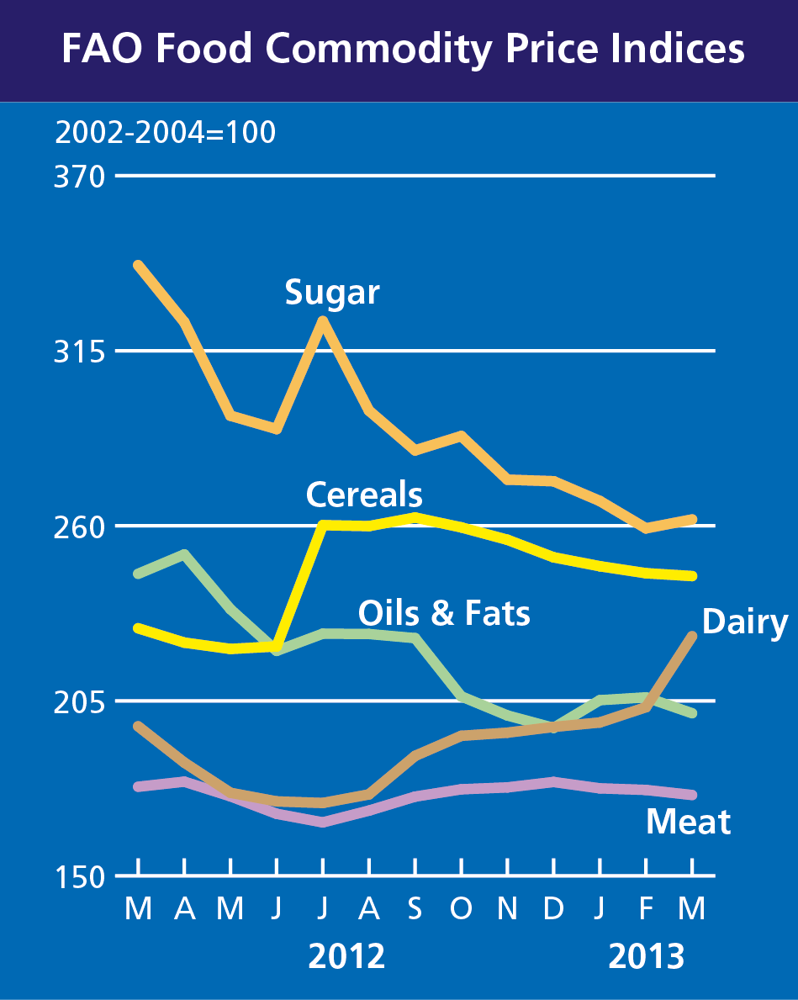 FAO Food Commodity Price Indices
2002-2004=100
370
Sugar
315
Cereals
260
Oils & Fats
Dairy
205
Meat
150
M A M J J A S O N D J F M
2012 2013